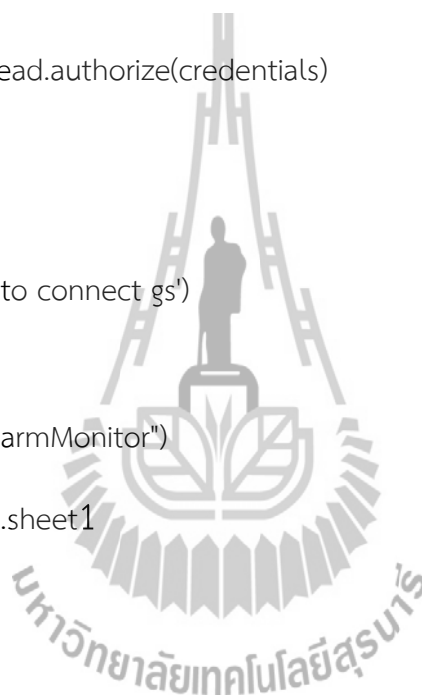 ead.authorize(credentials)
to connect gs')
armMonitor")
.sheet1
มหาวิทยาลัยเทคโนโลยีสุรนารี